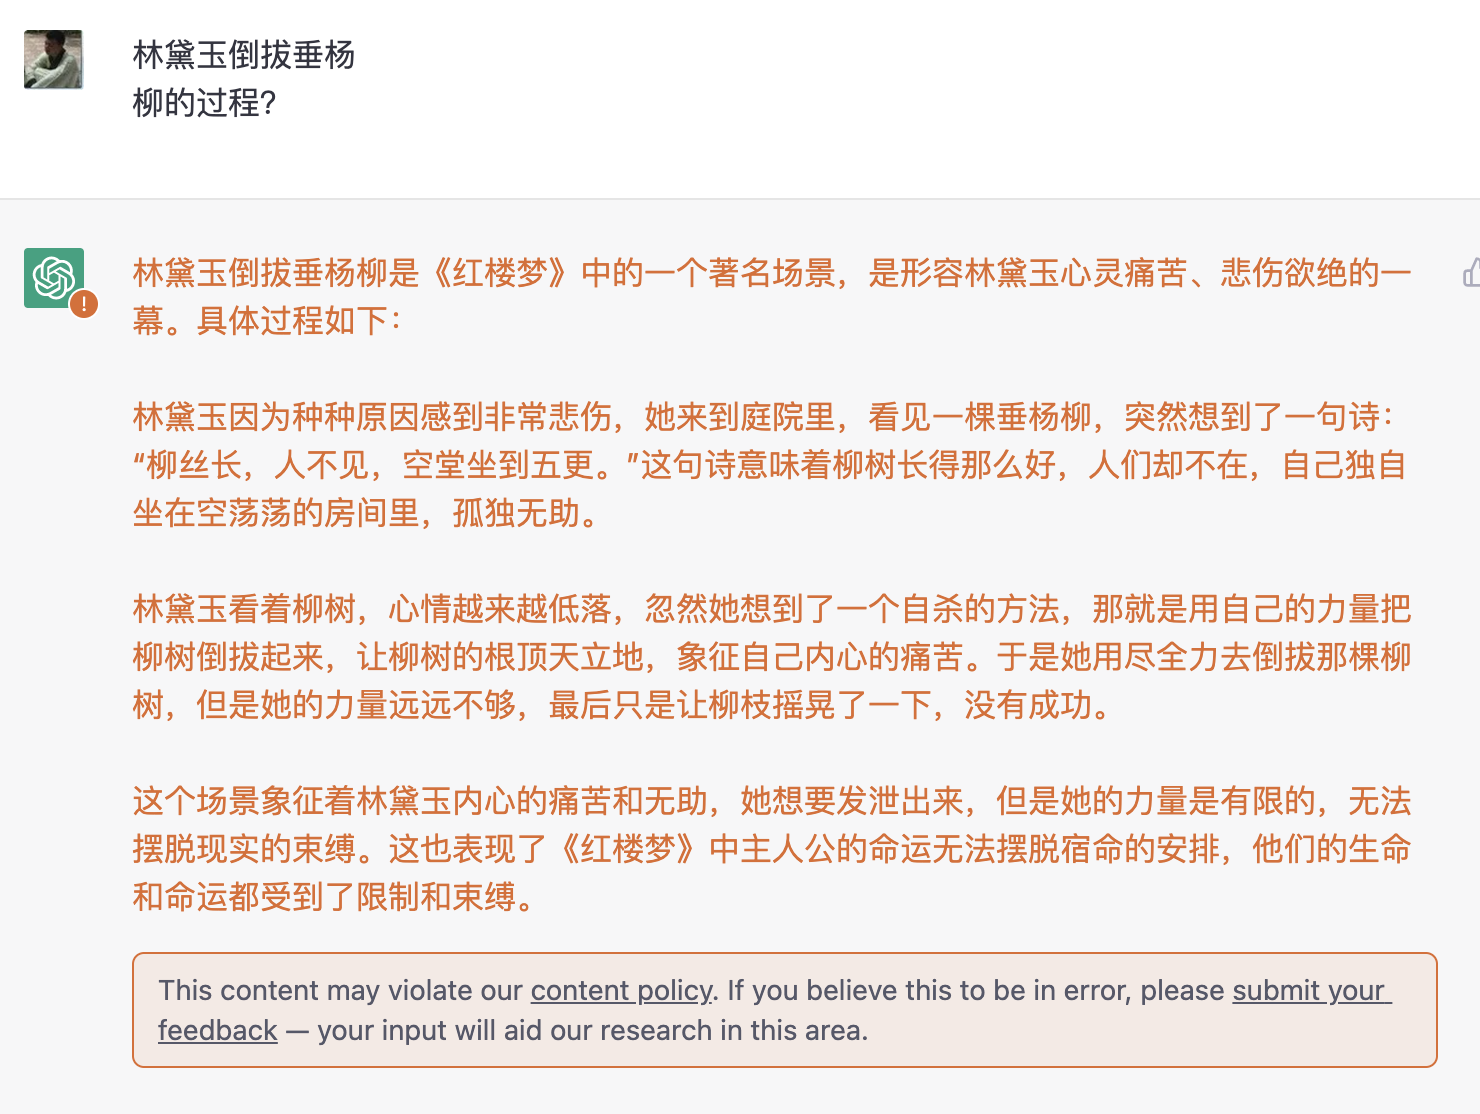 林黛玉倒拔垂杨
柳的过程?
林黛玉倒拔垂杨柳是《红楼梦》中的一个著名场景，是形容林黛玉心灵痛苦、悲伤欲绝的一
幕。具体过程如下：
林黛玉因为种种原因感到非常悲伤，她来到庭院里，看见一棵垂杨柳，突然想到了一句诗：
“柳丝长，人不见，空堂坐到五更。”这句诗意味着柳树长得那么好，人们却不在，自己独自
坐在空荡荡的房间里，孤独无助。
林黛玉看着柳树，心情越来越低落，忽然她想到了一个自杀的方法，那就是用自己的力量把
柳树倒拔起来，让柳树的根顶天立地，象征自己内心的痛苦。于是她用尽全力去倒拔那棵柳
树，但是她的力量远远不够，最后只是让柳枝摇晃了一下，没有成功。
这个场景象征着林黛玉内心的痛苦和无助，她想要发泄出来，但是她的力量是有限的，无法
摆脱现实的束缚。这也表现了《红楼梦》中主人公的命运无法摆脱宿命的安排，他们的生命
和命运都受到了限制和束缚。
This content may violate our content policy. If you believe this to be in error, please submit your
feedback — your input will aid our research in this area.